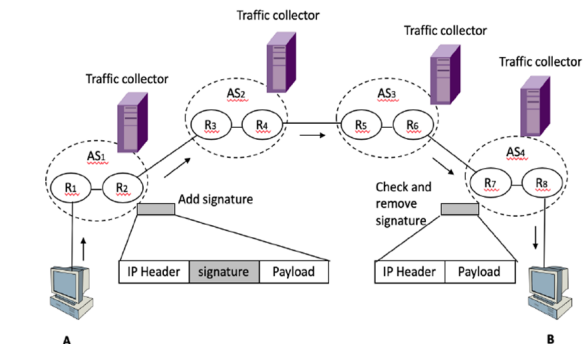 Traffic collector
Traffic collector
Traffic collector
Traffic collector
AS2
R3
R4
AS3
R5
R6
AS1
R1
R2
AS4
R7
R8
Add signature
Check and
remove
signature
IP Header
signature
Payload
IP Header
Payload
A
B